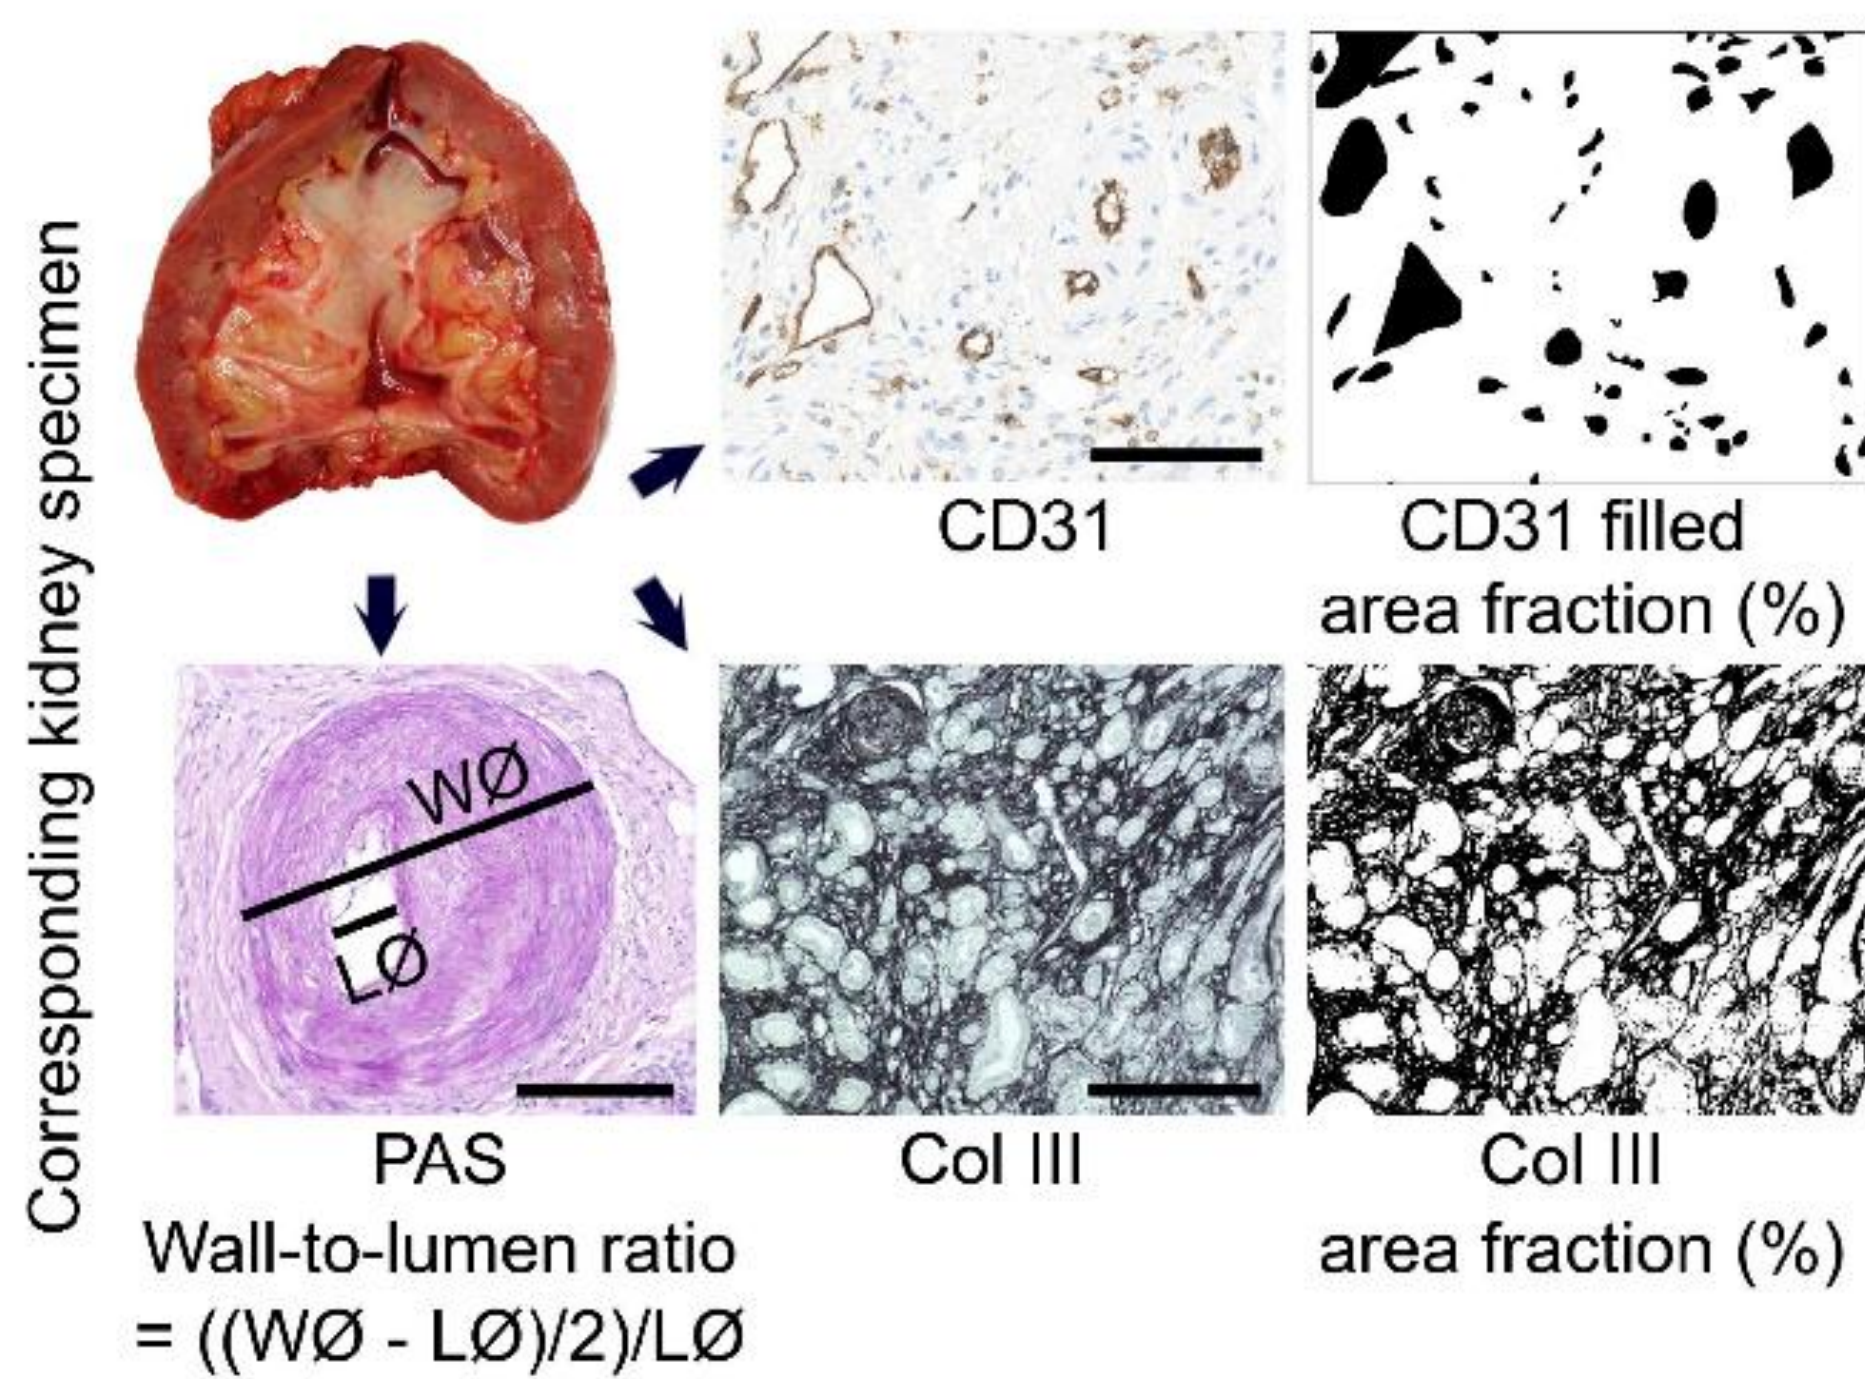 Corresponding kidney specimen
CD31
CD31 filled
area fraction (%)
WØ
LØ
PAS
Wall-to-lumen ratio
= ((WØ - LØ)/2)/LØ
Col III
Col III
area fraction (%)